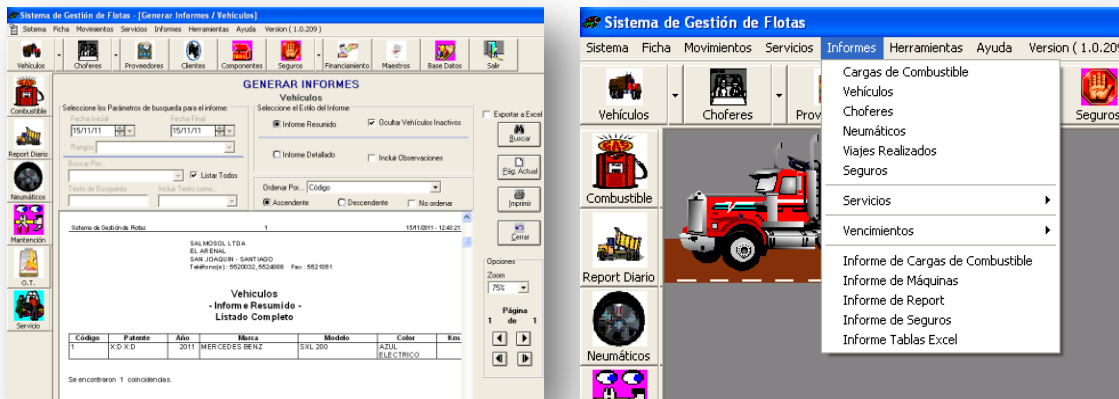 Sistema de Gestión de Flotas - [Generar Informes / Vehículos]
Sistema Ficha Movimientos Servicios Informes Herramientas Ayuda Version ( 1.0.209 )
Vehículos Choferes Proveedores Clientes Componentes Seguros Financiamiento Maestros Base Datos Salir
Combustible
Report Diario
Neumáticos
Mantención
O.T.
Servicio
GENERAR INFORMES
Vehículos
Seleccione los Parámetros de busqueda para el informe
Fecha Inicial Fecha Final
15/11/11 15/11/11
Rangos
Buscar Por...
Listar Todos
Texto de Busqueda Incluir Texto como...
Seleccione el Estilo del Informe
Informe Resumido Ocultar Vehículos Inactivos
Informe Detallado Incluir Observaciones
Ordenar Por... Código
Ascendente Descendente No ordenar
Exportar a Excel
Buscar
Pág. Actual
Imprimir
Cerrar
Opciones
Zoom
75%
Página
1 de 1
Sistema de Gestión de Flotas 1 15/11/2011 - 12:43:21
SALMOSOL LTDA
EL ARENAL
SAN JOAQUIN - SANTIAGO
Teléfono(s) : 5520032, 5524888 Fax : 5521051
Vehículos
- Informe Resumido -
Listado Completo
Código Patente Año Marca Modelo Color Km
1 X:D X:D 2011 MERCEDES BENZ SXL 200 AZUL
ELECTRICO
Se encontraron 1 coincidencias.
Sistema de Gestión de Flotas
Sistema Ficha Movimientos Servicios Informes Herramientas Ayuda Version ( 1.0.209
Vehículos Choferes Prov Seguros
Combustible
Report Diario
Neumáticos
Cargas de Combustible
Vehículos
Choferes
Neumáticos
Viajes Realizados
Seguros
Servicios
Vencimientos
Informe de Cargas de Combustible
Informe de Máquinas
Informe de Report
Informe de Seguros
Informe Tablas Excel
GAS